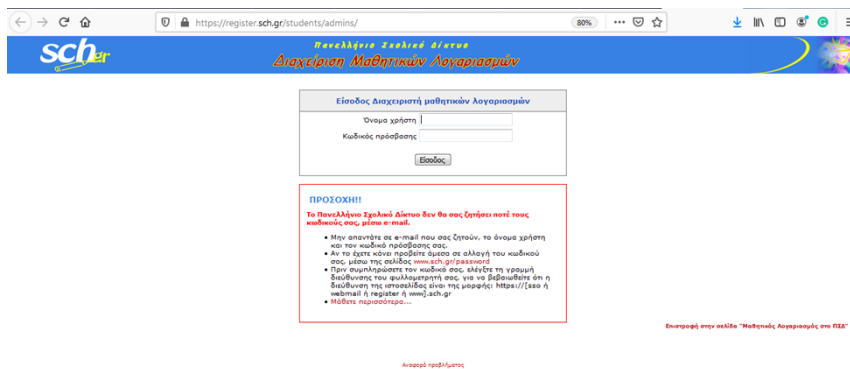 https://register.sch.gr/students/admins/
80%
sch.gr
Πανελλήνιο Σχολικό Δίκτυο
Διαχείριση Μαθητικών Λογαριασμών
Είσοδος Διαχειριστή μαθητικών λογαριασμών
Όνομα χρήστη
Κωδικός πρόσβασης
Είσοδος
ΠΡΟΣΟΧΗ!!
Το Πανελλήνιο Σχολικό Δίκτυο δεν θα σας ζητήσει ποτέ τους
κωδικούς σας, μέσω e-mail.
• Μην απαντάτε σε e-mail που σας ζητούν, το όνομα χρήστη
και τον κωδικό πρόσβασης σας.
• Αν το έχετε κάνει προβείτε άμεσα σε αλλαγή του κωδικού
σας, μέσω της σελίδας www.sch.gr/password
• Πριν συμπληρώσετε τον κωδικό σας, ελέγξτε τη γραμμή
διεύθυνσης του φυλλομετρητή σας, για να βεβαιωθείτε ότι η
διεύθυνση της ιστοσελίδας είναι της μορφής: https://[sso ή
webmail ή register ή www].sch.gr
• Μάθετε περισσότερα...
Επιστροφή στην σελίδα "Μαθητικός Λογαριασμός στο ΠΣΔ"
Αναφορά προβλήματος